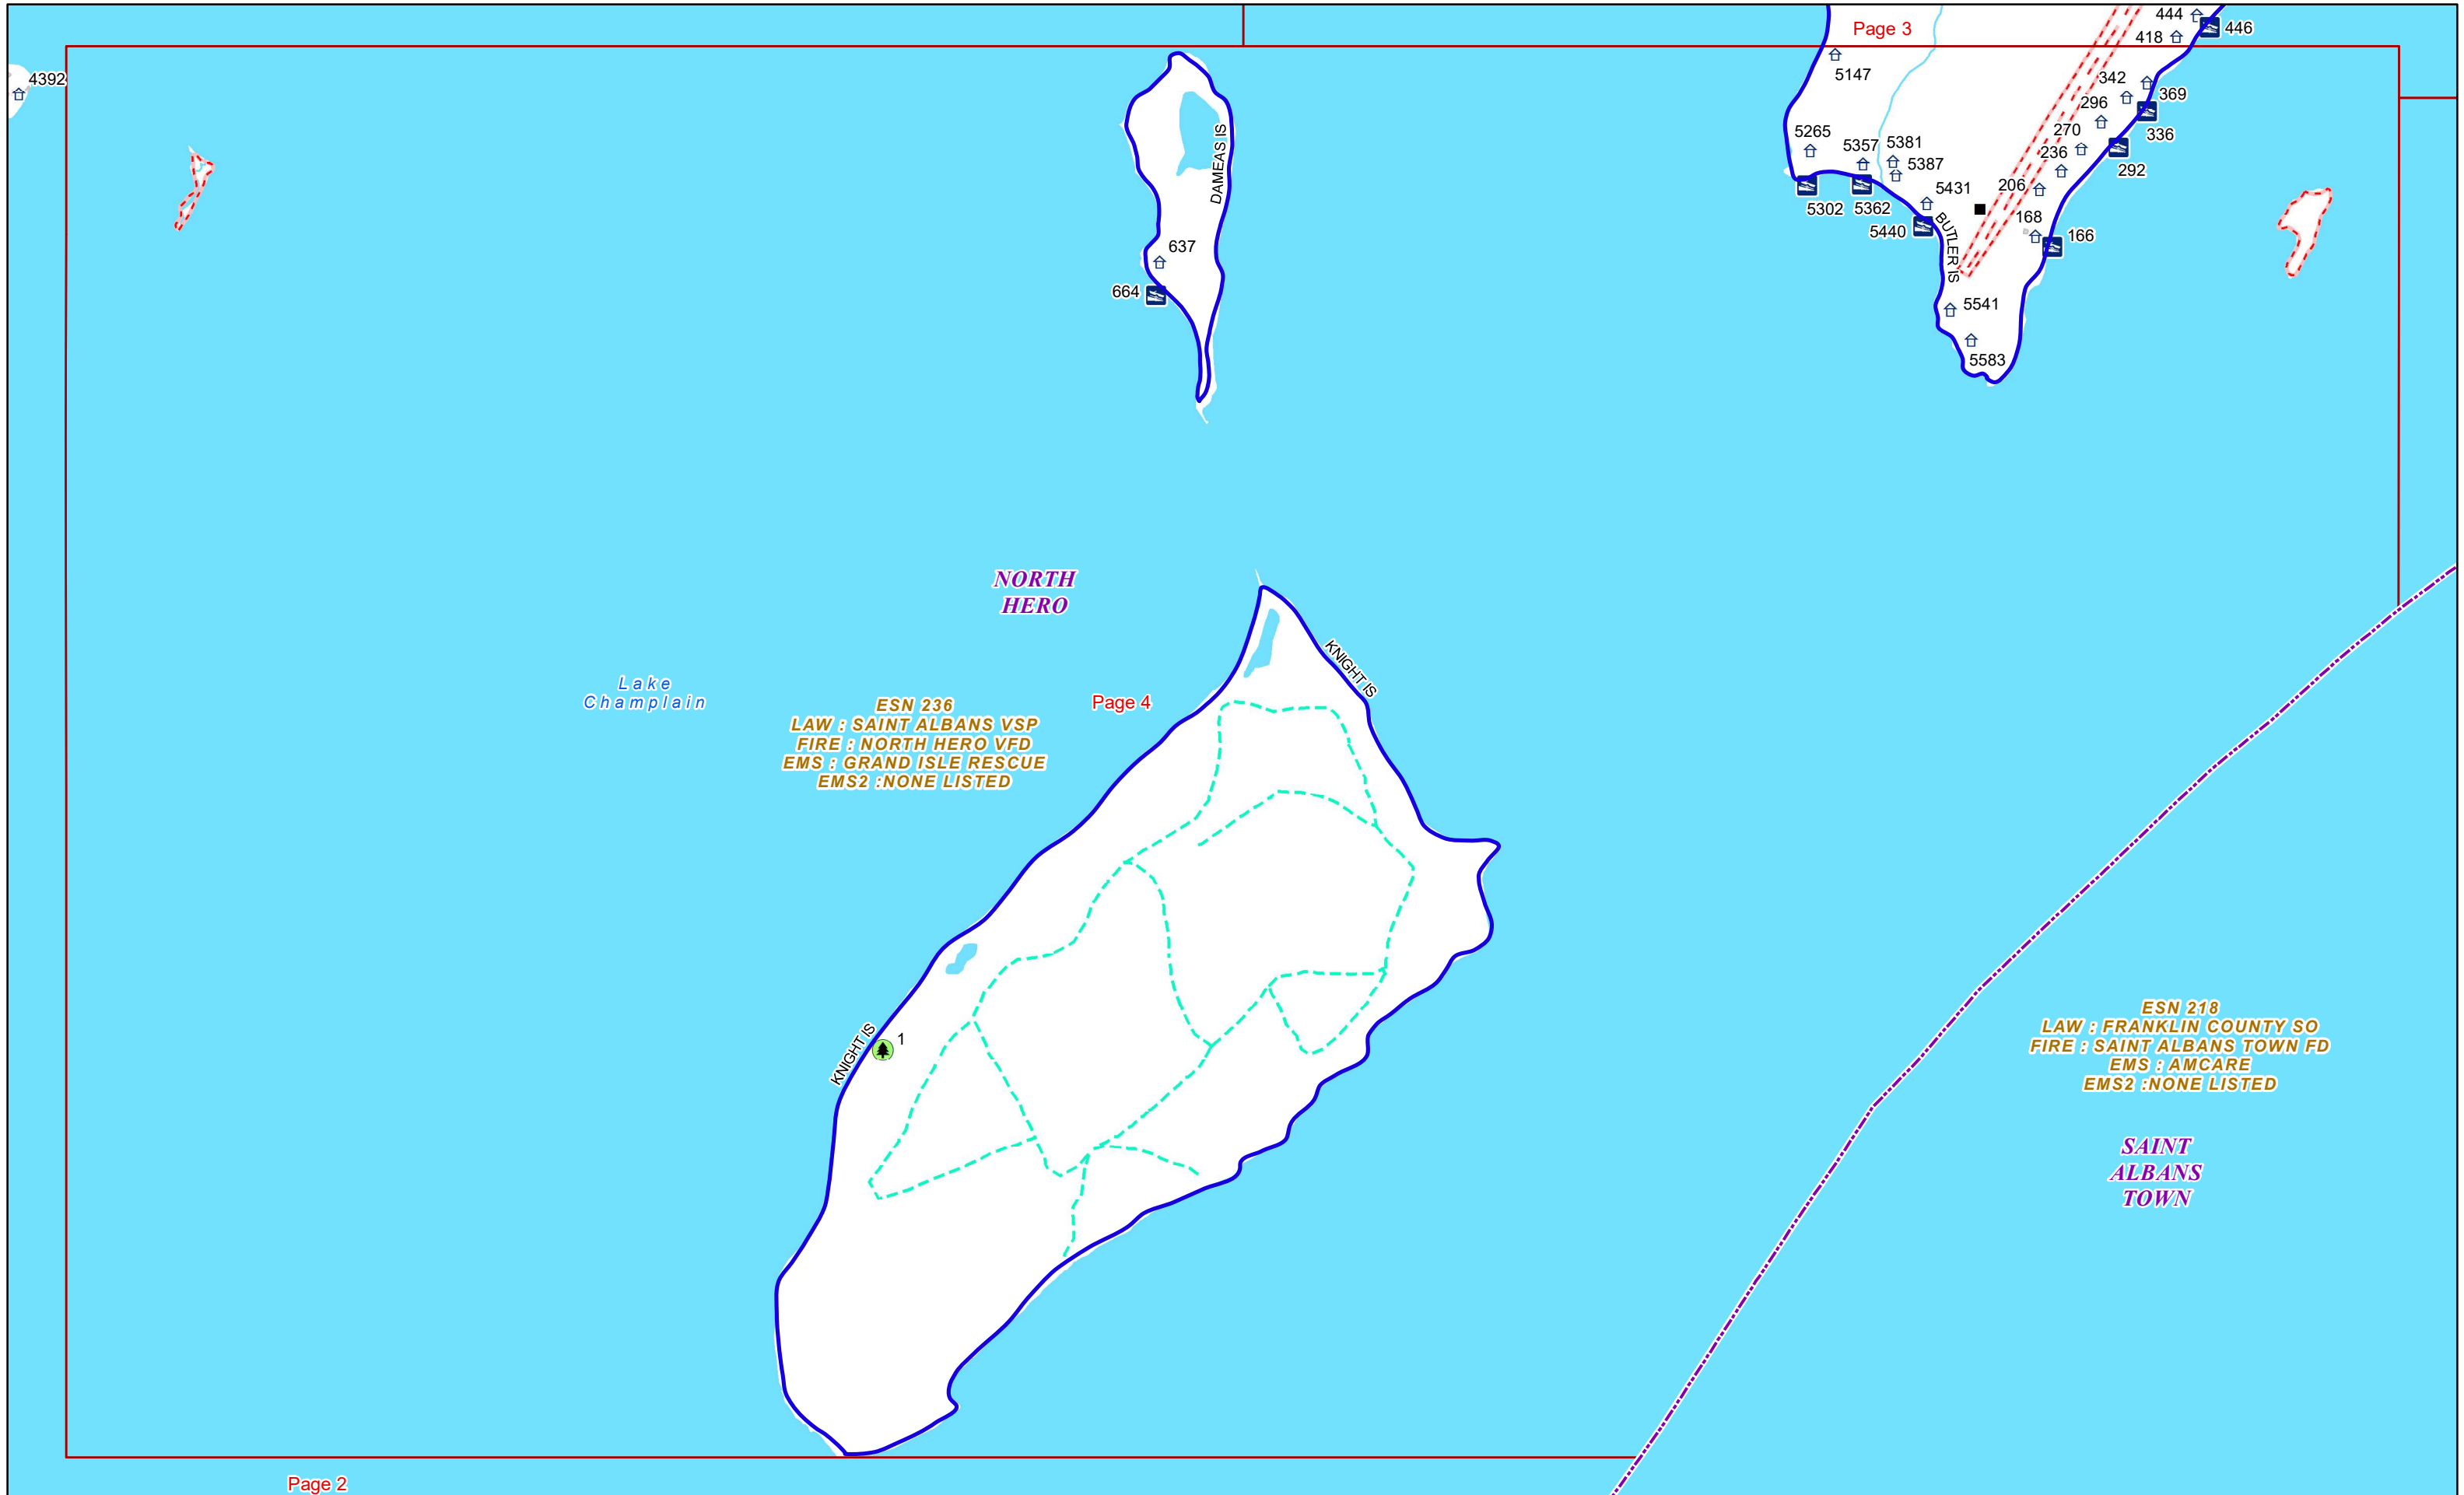 Page 3
444
446
418
4392
5147
342
369
296
336
270
292
236
5265
5357
5381
5387
206
5431
168
166
5302
5362
5440
BUTLER IS
5541
5583
DAMEAS IS
637
664
NORTH
HERO
KNIGHT IS
Lake
Champlain
Page 4
ESN 236
LAW : SAINT ALBANS VSP
FIRE : NORTH HERO VFD
EMS : GRAND ISLE RESCUE
EMS2 :NONE LISTED
KNIGHT IS
1
ESN 218
LAW : FRANKLIN COUNTY SO
FIRE : SAINT ALBANS TOWN FD
EMS : AMCARE
EMS2 :NONE LISTED
SAINT
ALBANS
TOWN
Page 2